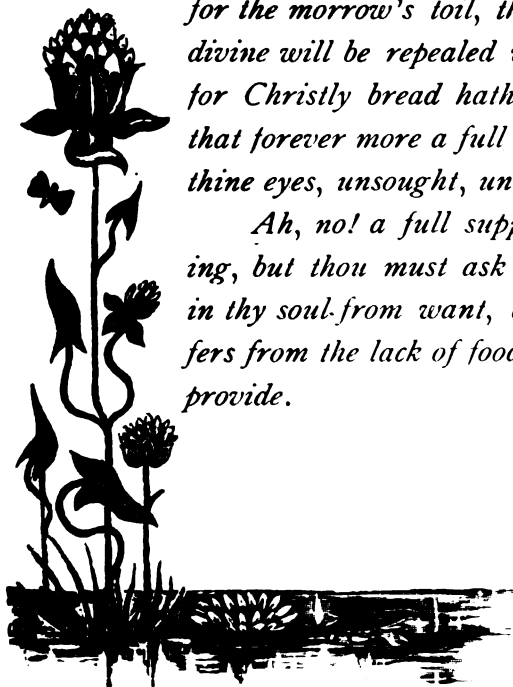 for the morrow's toil, th
divine will be repealed
for Christly bread hath
that forever more a full
thine eyes, unsought, un
Ah, no! a full supp
ing, but thou must ask
in thy soul from want,
fers from the lack of food
provide.